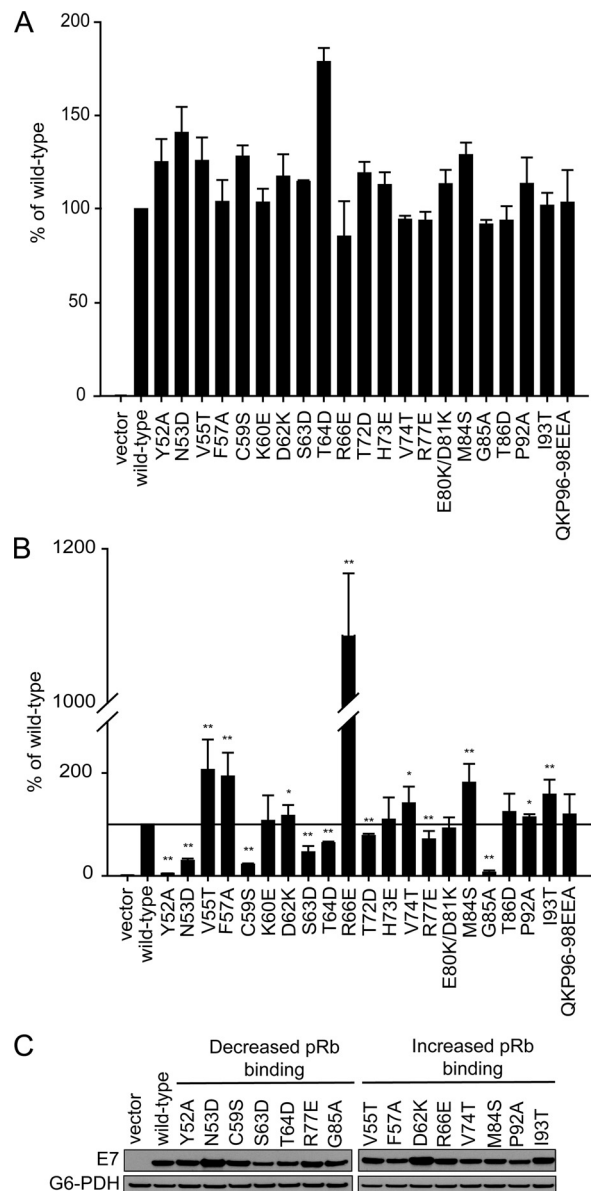 A
% of wild-type
200
150
100
50
0
vector
wild-type
Y52A
N53D
V55T
F57A
C59S
K60E
D62K
S63D
T64D
R66E
T72D
H73E
V74T
R77E
E80K/D81K
M84S
G85A
T86D
P92A
I93T
QKP96-98EEA
B
% of wild-type
1200
1000
200
0
**
**
**
**
**
*
**
**
**
**
*
**
**
**
*
**
vector
wild-type
Y52A
N53D
V55T
F57A
C59S
K60E
D62K
S63D
T64D
R66E
T72D
H73E
V74T
R77E
E80K/D81K
M84S
G85A
T86D
P92A
I93T
QKP96-98EEA
C
Decreased pRb
binding
Increased pRb
binding
vector
wild-type
Y52A
N53D
C59S
S63D
T64D
R77E
G85A
V55T
F57A
D62K
R66E
V74T
M84S
P92A
I93T
E7
G6-PDH